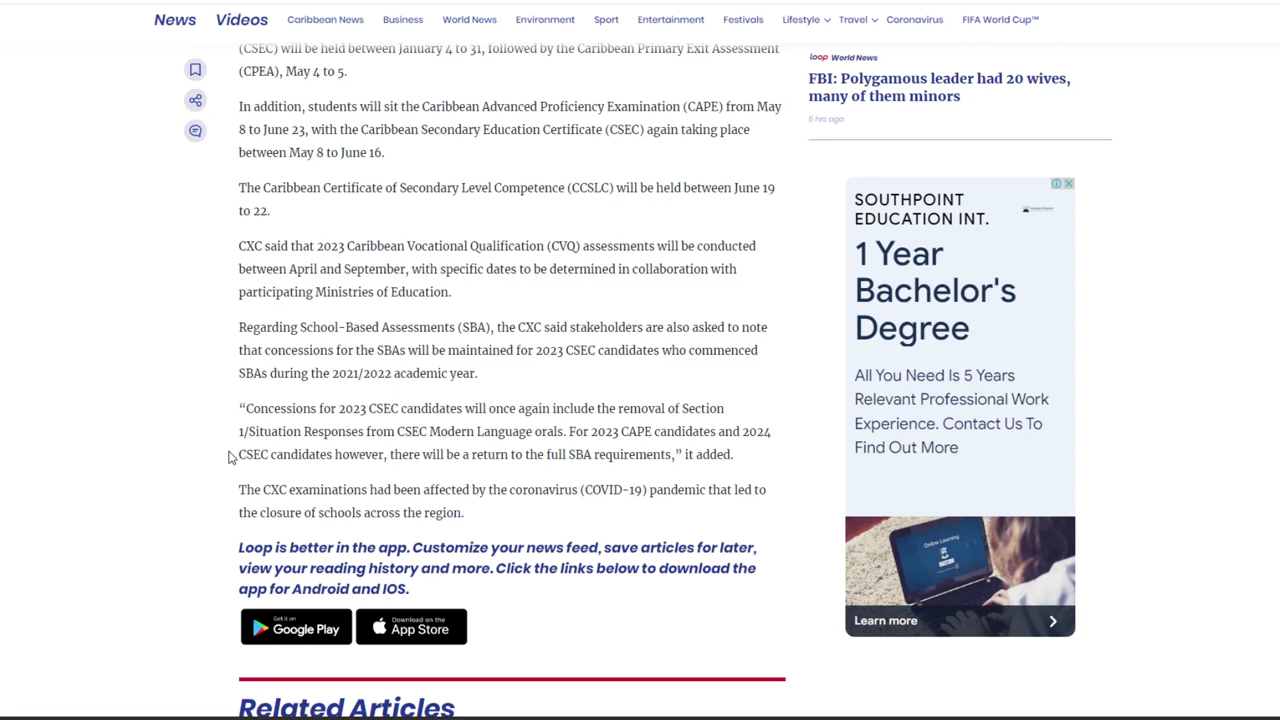 News Videos Caribbean News Business World News Environment Sport Entertainment Festivals Lifestyle Travel Coronavirus FIFA World Cup™
(CSEC) will be held between January 4 to 31, followed by the Caribbean Primary Exit Assessment
(CPEA), May 4 to 5.
In addition, students will sit the Caribbean Advanced Proficiency Examination (CAPE) from May
8 to June 23, with the Caribbean Secondary Education Certificate (CSEC) again taking place
between May 8 to June 16.
The Caribbean Certificate of Secondary Level Competence (CCSLC) will be held between June 19
to 22.
CXC said that 2023 Caribbean Vocational Qualification (CVQ) assessments will be conducted
between April and September, with specific dates to be determined in collaboration with
participating Ministries of Education.
Regarding School-Based Assessments (SBA), the CXC said stakeholders are also asked to note
that concessions for the SBAs will be maintained for 2023 CSEC candidates who commenced
SBAs during the 2021/2022 academic year.
“Concessions for 2023 CSEC candidates will once again include the removal of Section
1/Situation Responses from CSEC Modern Language orals. For 2023 CAPE candidates and 2024
CSEC candidates however, there will be a return to the full SBA requirements,” it added.
The CXC examinations had been affected by the coronavirus (COVID-19) pandemic that led to
the closure of schools across the region.
Loop is better in the app. Customize your news feed, save articles for later,
view your reading history and more. Click the links below to download the
app for Android and IOS.
Get it on
Google Play
Download on the
App Store
Related Articles
loop World News
FBI: Polygamous leader had 20 wives,
many of them minors
6 hrs ago
SOUTHPOINT
EDUCATION INT.
1 Year
Bachelor's
Degree
All You Need Is 5 Years
Relevant Professional Work
Experience. Contact Us To
Find Out More
Online Learning
Learn more